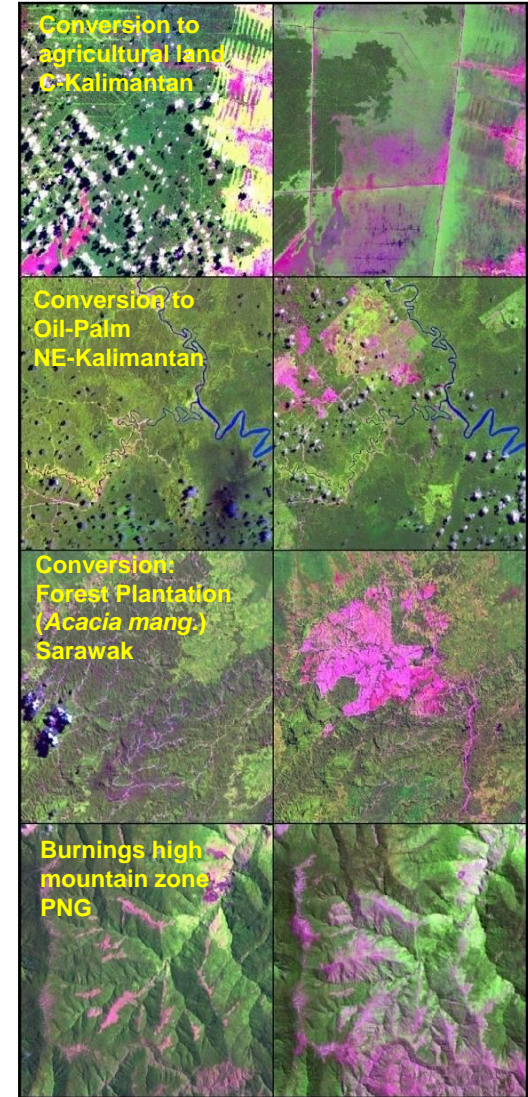 Conversion to
agricultural land
C-Kalimantan
Conversion to
Oil-Palm
NE-Kalimantan
Conversion:
Forest Plantation
(Acacia mang.)
Sarawak
Burnings high
mountain zone
PNG